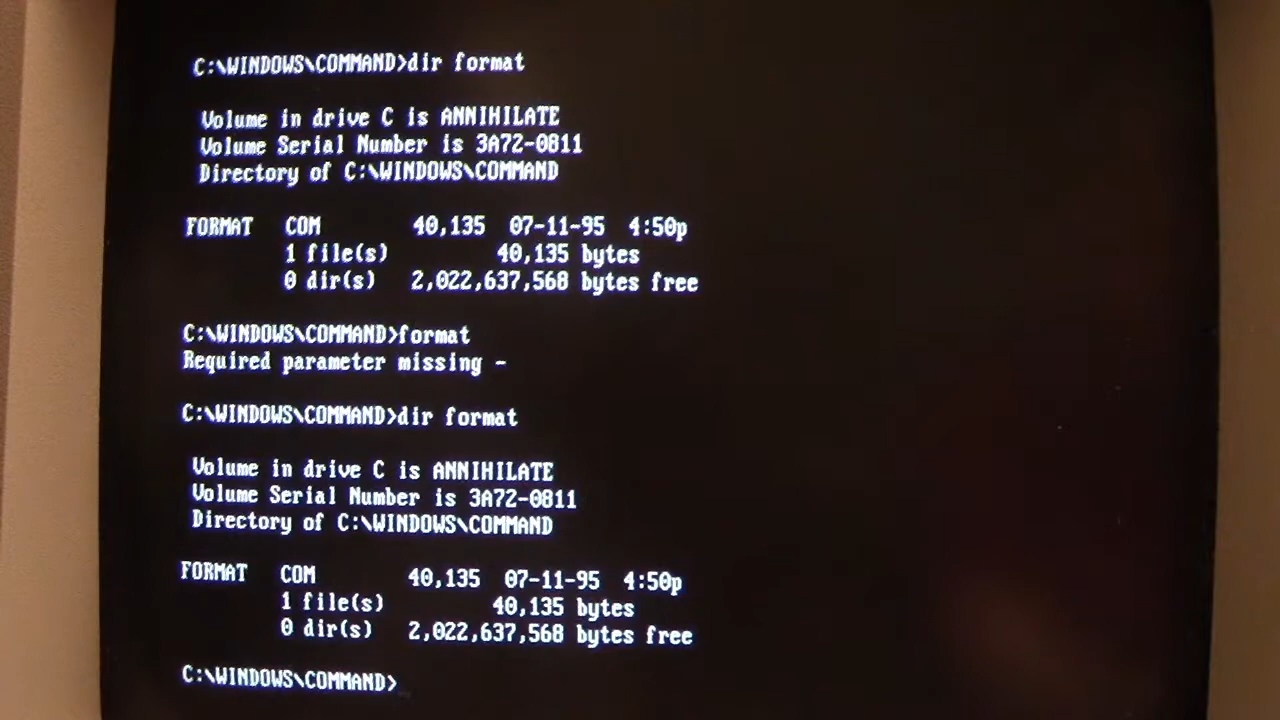 C:\WINDOWS\COMMAND>dir format
Volume in drive C is ANNIHILATE
Volume Serial Number is 3A72-0811
Directory of C:\WINDOWS\COMMAND
FORMAT COM 40,135 07-11-95 4:50p
1 file(s) 40,135 bytes
0 dir(s) 2,022,637,568 bytes free
C:\WINDOWS\COMMAND>format
Required parameter missing -
C:\WINDOWS\COMMAND>dir format
Volume in drive C is ANNIHILATE
Volume Serial Number is 3A72-0811
Directory of C:\WINDOWS\COMMAND
FORMAT COM 40,135 07-11-95 4:50p
1 file(s) 40,135 bytes
0 dir(s) 2,022,637,568 bytes free
C:\WINDOWS\COMMAND>